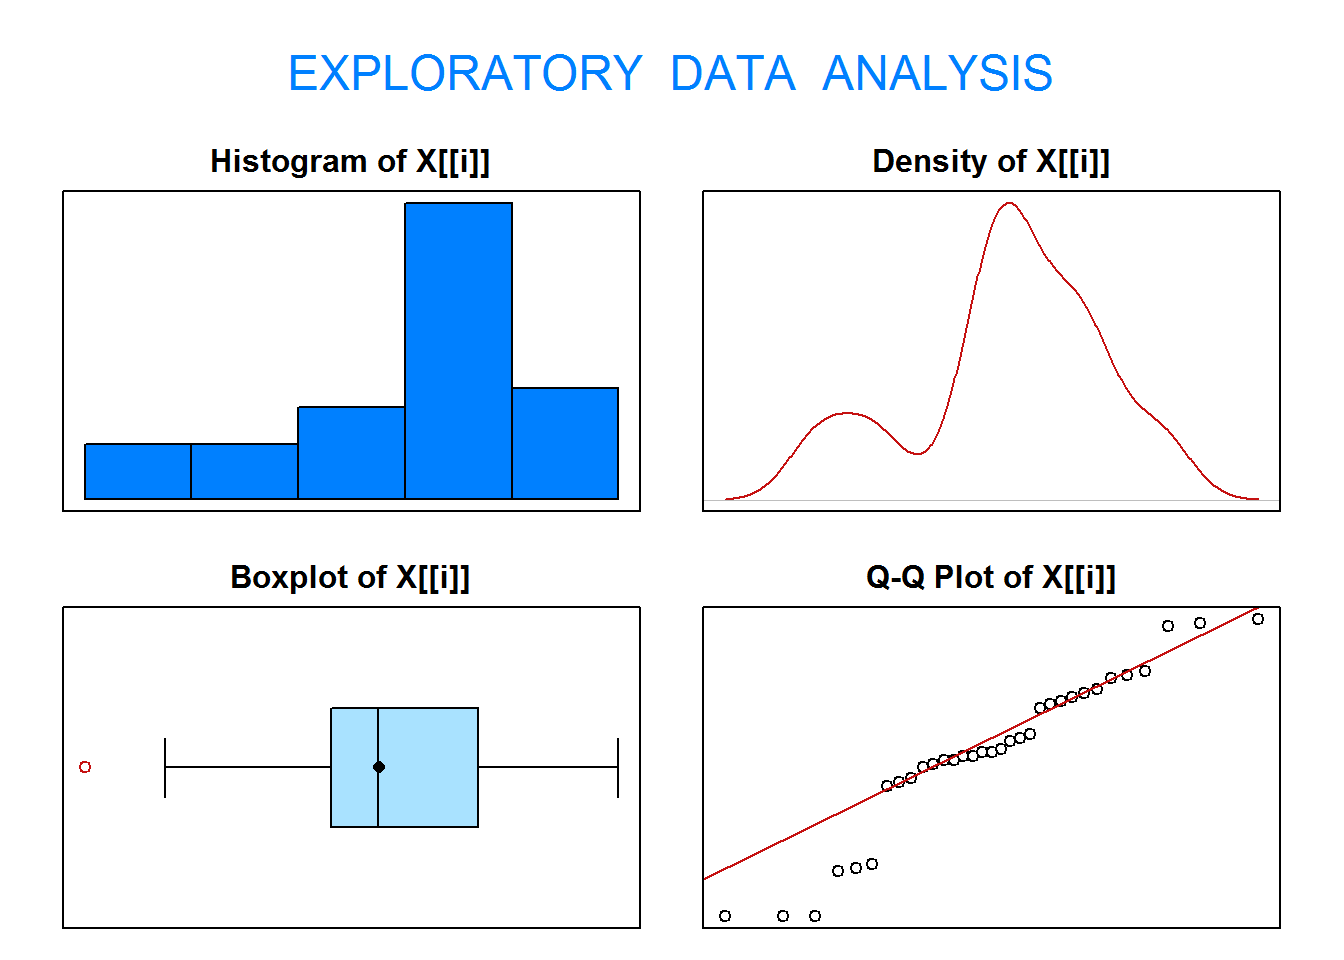 EXPLORATORY DATA ANALYSIS
Histogram of X[[i]]
Density of X[[i]]
Boxplot of X[[i]]
Q-Q Plot of X[[i]]